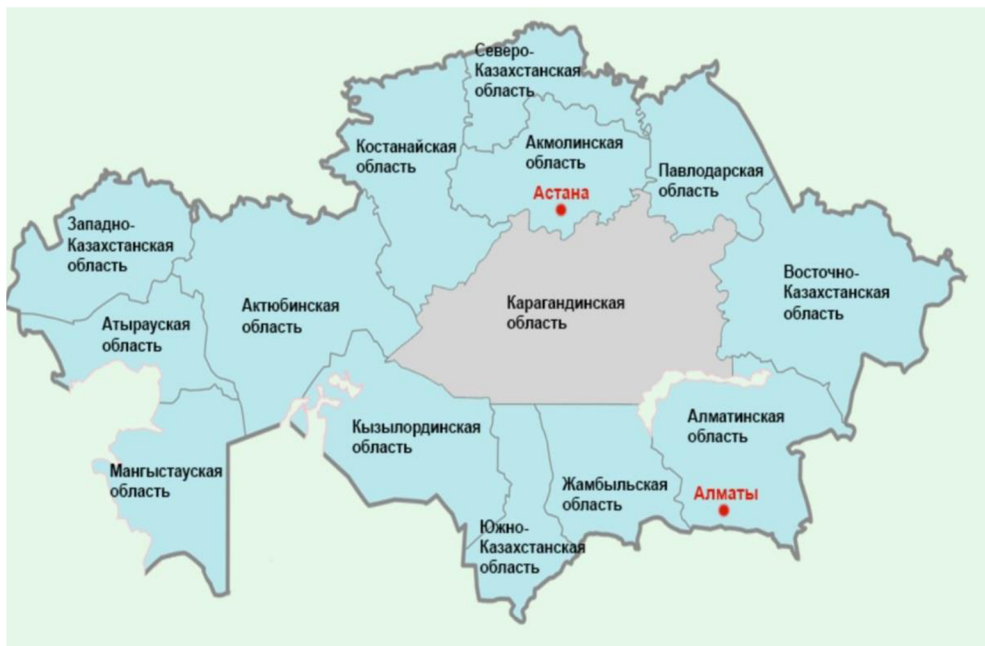 Северо-
Казахстанская
область
Костанайская
область
Акмолинская
область
Астана
Павлодарская
область
Западно-
Казахстанская
область
Актюбинская
область
Атырауская
область
Карагандинская
область
Восточно-
Казахстанская
область
Кызылординская
область
Алматинская
область
Мангыстауская
область
Жамбыльская
область
Алматы
Южно-
Казахстанская
область